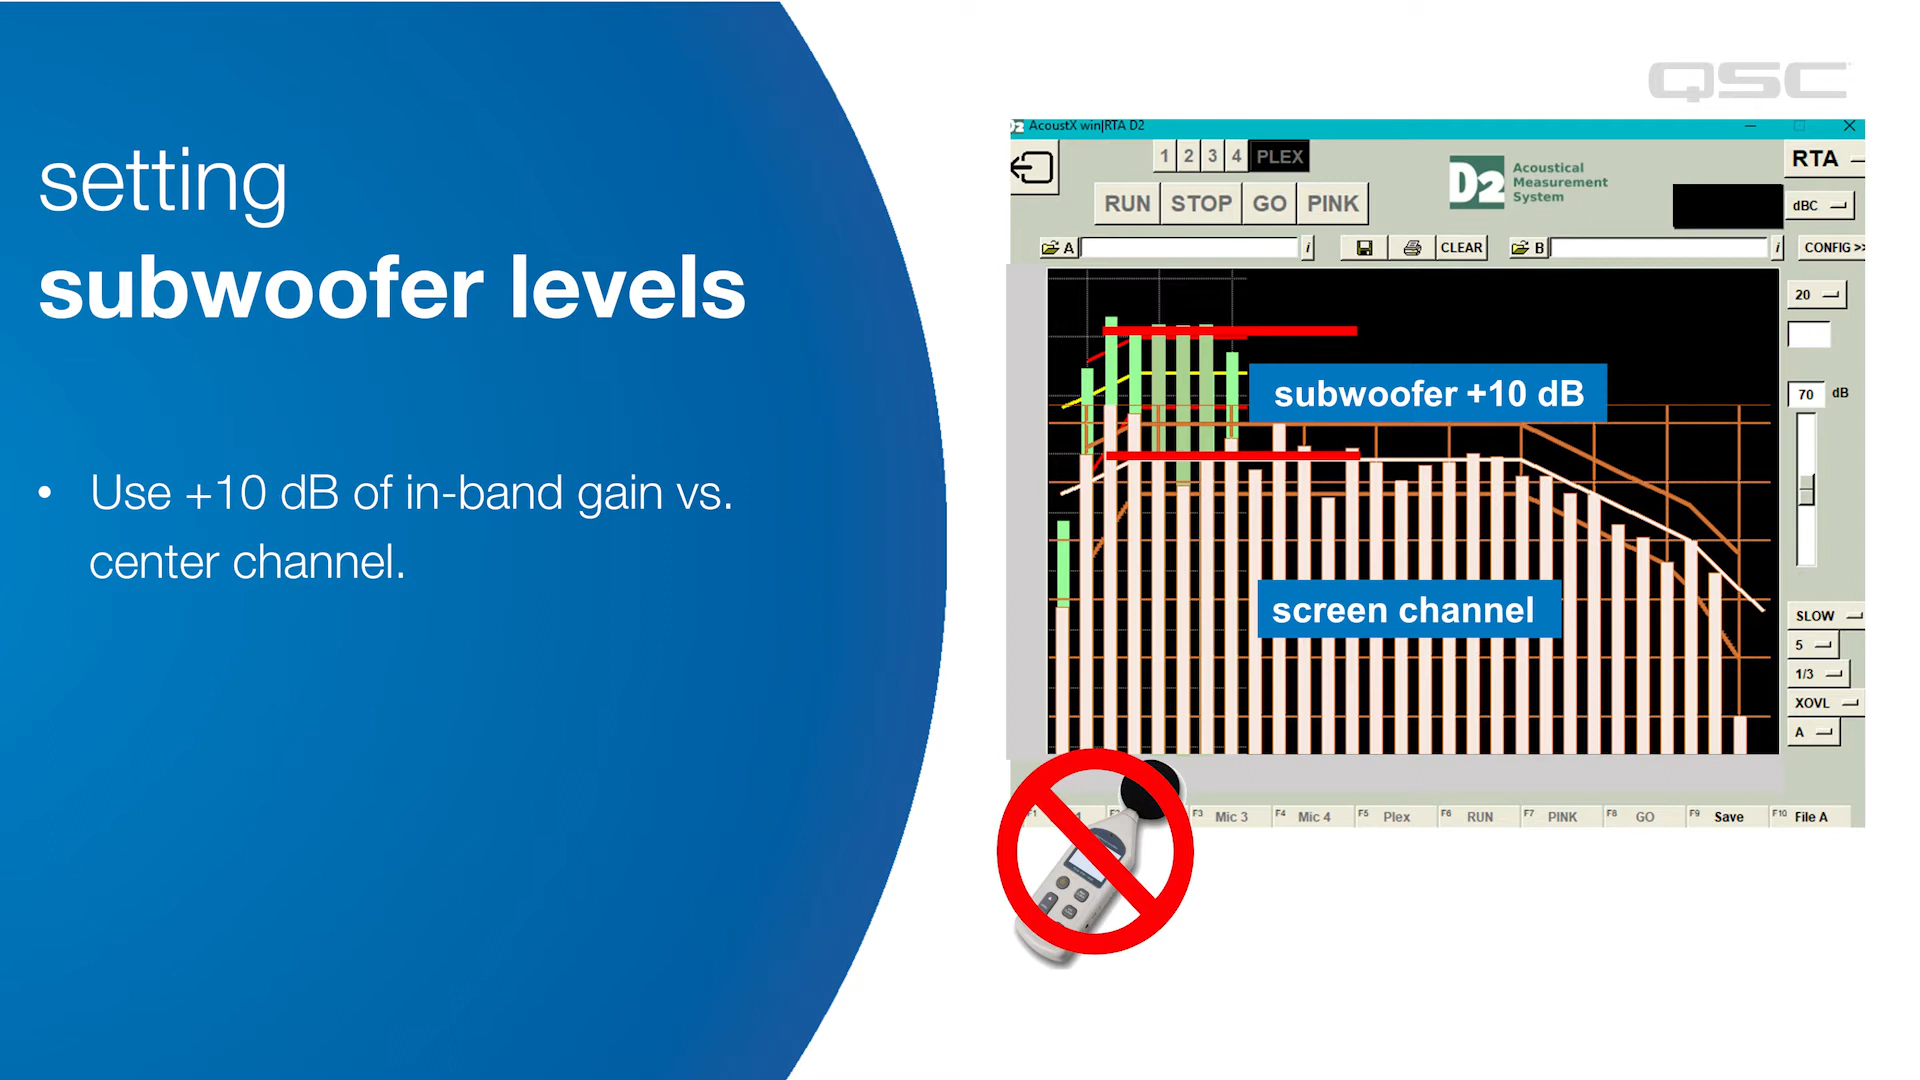 setting
subwoofer levels
• Use +10 dB of in-band gain vs.
center channel.
QSC
D2 AcoustX win|RTA D2
1 2 3 4 PLEX
RTA
RUN STOP GO PINK
D2 Acoustical
Measurement
System
dBC
A i CLEAR B i CONFIG >>
20
70 dB
subwoofer +10 dB
screen channel
SLOW
5
1/3
XOVL
A
F1 1 F3 Mic 3 F4 Mic 4 F5 Plex F6 RUN F7 PINK F8 GO F9 Save F10 File A